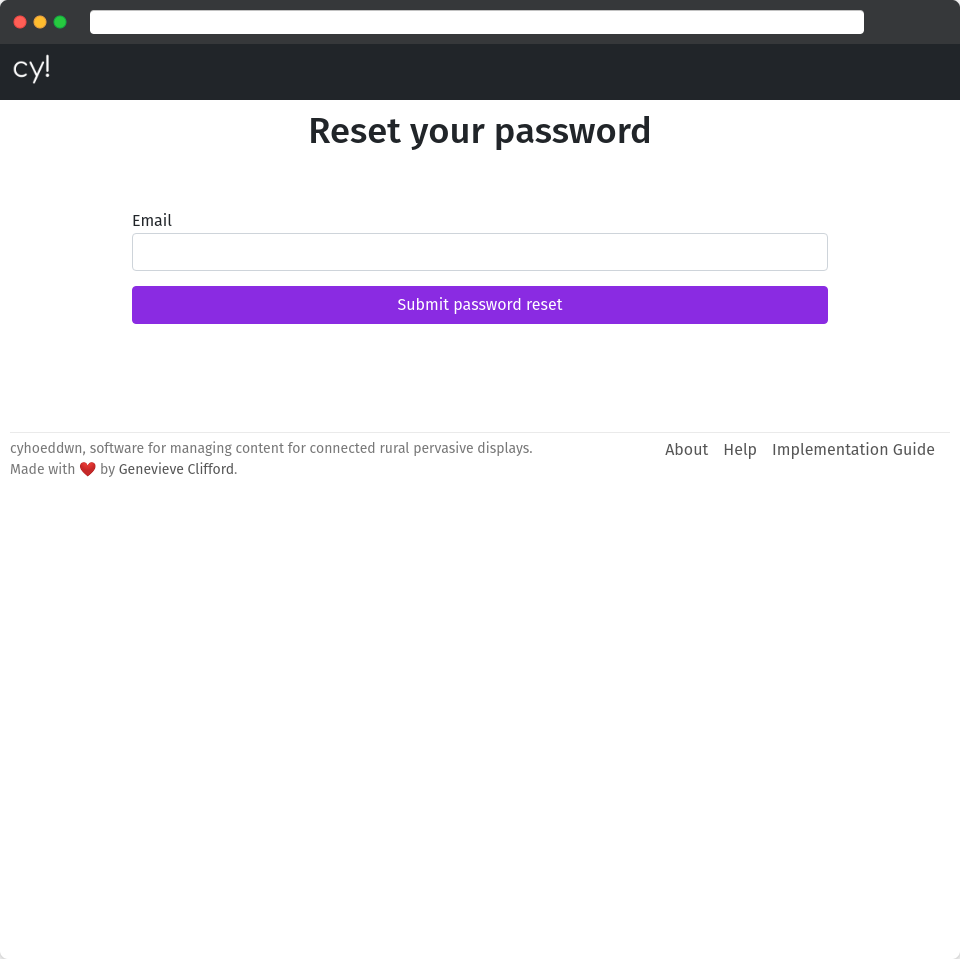 cy!
Reset your password
Email
Submit password reset
cyhoeddwn, software for managing content for connected rural pervasive displays.
Made with ❤️ by Genevieve Clifford.
About Help Implementation Guide